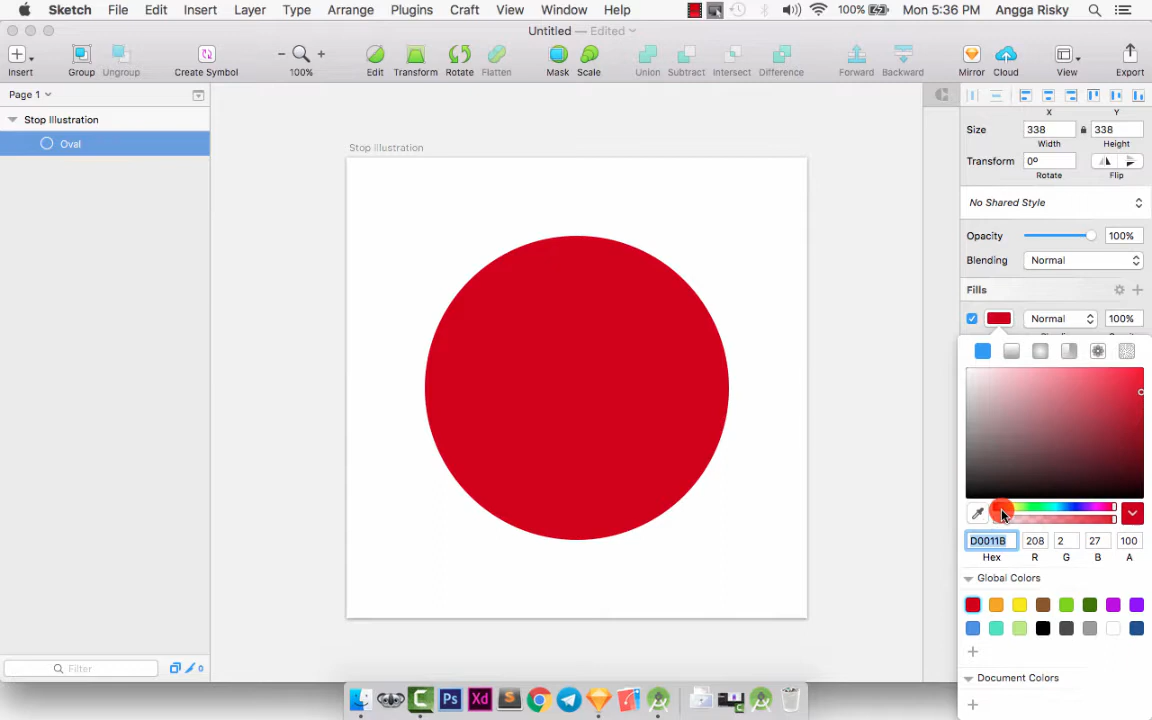 Sketch File Edit Insert Layer Type Arrange Plugins Craft View Window Help 100% Mon 5:36 PM Angga Risky
Untitled — Edited
Insert Group Ungroup Create Symbol 100% Edit Transform Rotate Flatten Mask Scale Union Subtract Intersect Difference Forward Backward Mirror Cloud View Export
Page 1
Stop Illustration
Oval
Stop Illustration
X Y
Size 338 338
Width Height
Transform 0º
Rotate Flip
No Shared Style
Opacity 100%
Blending Normal
Fills
Normal 100%
D0011B 208 2 27 100
Hex R G B A
Global Colors
Document Colors
Filter 0
Ps Xd S